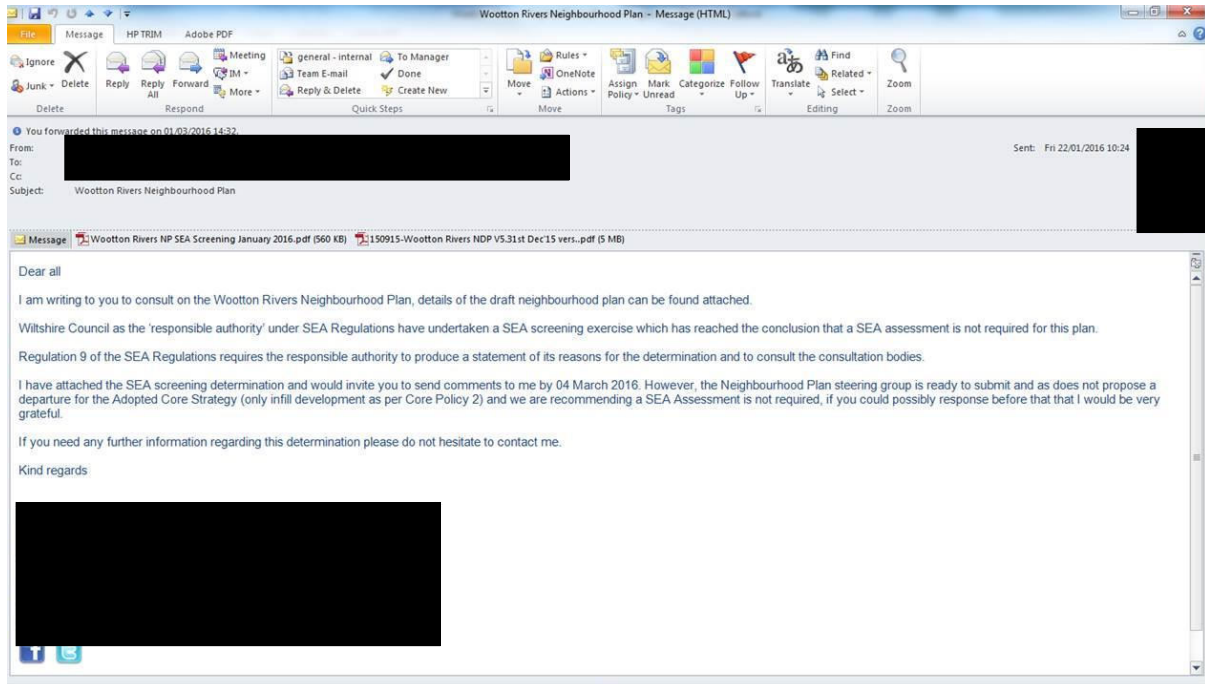 Wootton Rivers Neighbourhood Plan - Message (HTML)
File Message HP TRIM Adobe PDF
Ignore
Junk
Delete
Reply
Reply All
Forward
Meeting
IM
More
general - internal
To Manager
Team E-mail
Done
Reply & Delete
Create New
Move
Rules
OneNote
Actions
Assign Policy
Mark Unread
Categorize
Follow Up
Translate
Find
Related
Select
Zoom
Delete Respond Quick Steps Move Tags Editing Zoom
You forwarded this message on 01/03/2016 14:32.
From: Sent: Fri 22/01/2016 10:24
To:
Cc:
Subject: Wootton Rivers Neighbourhood Plan
Message Wootton Rivers NP SEA Screening January 2016.pdf (560 KB) 150915-Wootton Rivers NDP V5.31st Dec'15 vers..pdf (5 MB)
Dear all
I am writing to you to consult on the Wootton Rivers Neighbourhood Plan, details of the draft neighbourhood plan can be found attached.
Wiltshire Council as the 'responsible authority' under SEA Regulations have undertaken a SEA screening exercise which has reached the conclusion that a SEA assessment is not required for this plan.
Regulation 9 of the SEA Regulations requires the responsible authority to produce a statement of its reasons for the determination and to consult the consultation bodies.
I have attached the SEA screening determination and would invite you to send comments to me by 04 March 2016. However, the Neighbourhood Plan steering group is ready to submit and as does not propose a
departure for the Adopted Core Strategy (only infill development as per Core Policy 2) and we are recommending a SEA Assessment is not required, if you could possibly response before that that I would be very
grateful.
If you need any further information regarding this determination please do not hesitate to contact me.
Kind regards